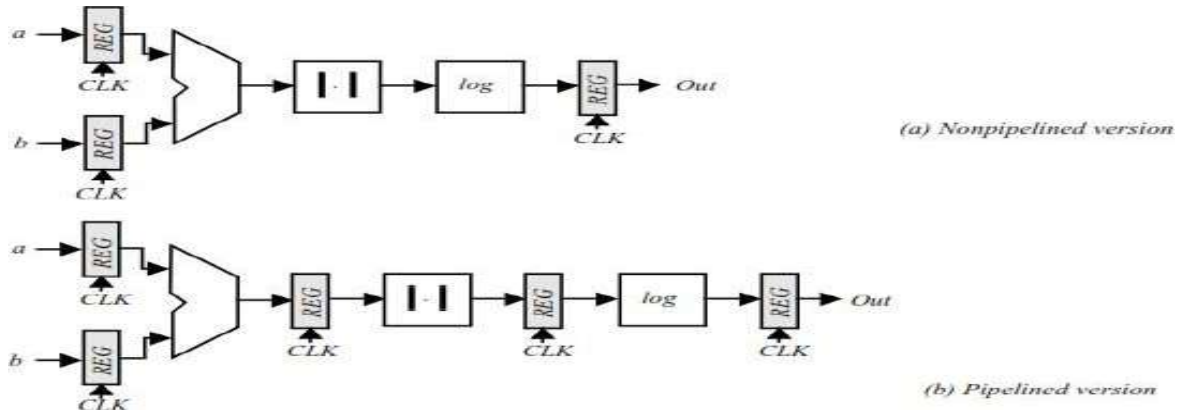 a
REG
CLK
b
REG
CLK
| . |
log
REG
CLK
Out
(a) Nonpipelined version
a
REG
CLK
b
REG
CLK
REG
CLK
| . |
REG
CLK
log
REG
CLK
Out
(b) Pipelined version